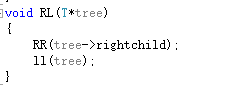 void RL(T*tree)
{
RR(tree->rightchild);
ll(tree);
}